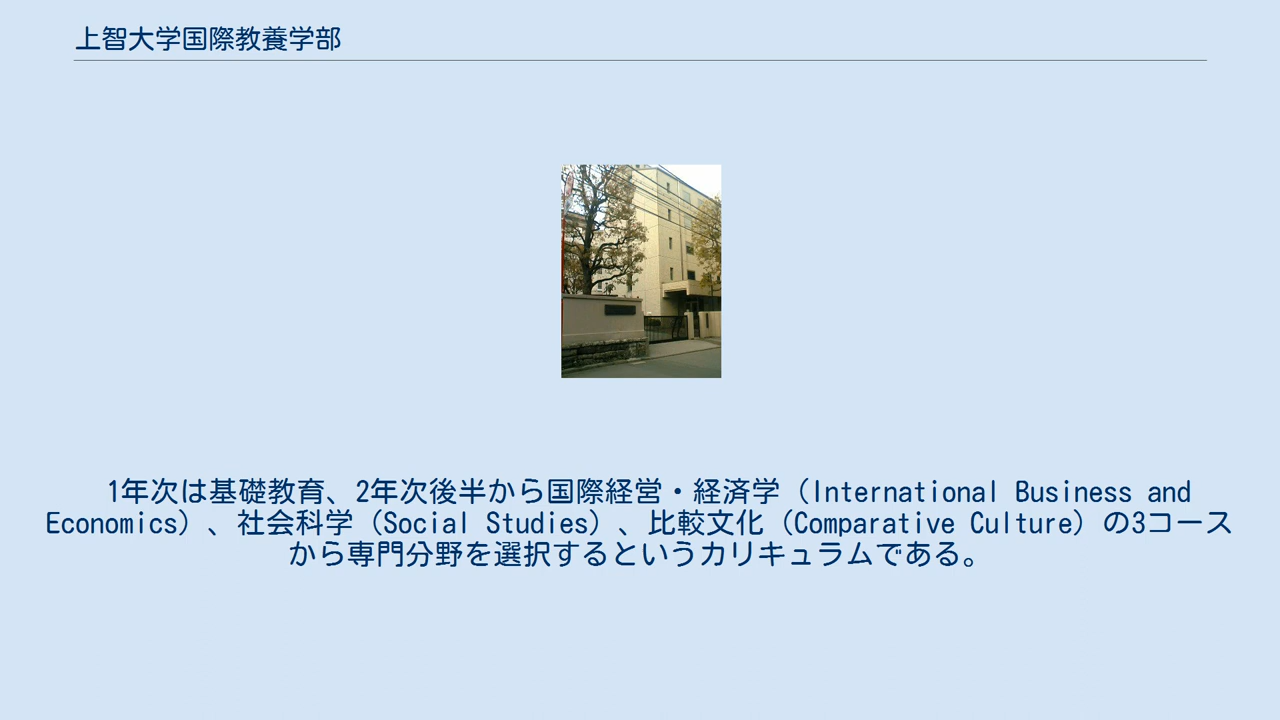 上智大学国際教養学部
1年次は基礎教育、2年次後半から国際経営・経済学（International Business and
Economics）、社会科学（Social Studies）、比較文化（Comparative Culture）の3コース
から専門分野を選択するというカリキュラムである。